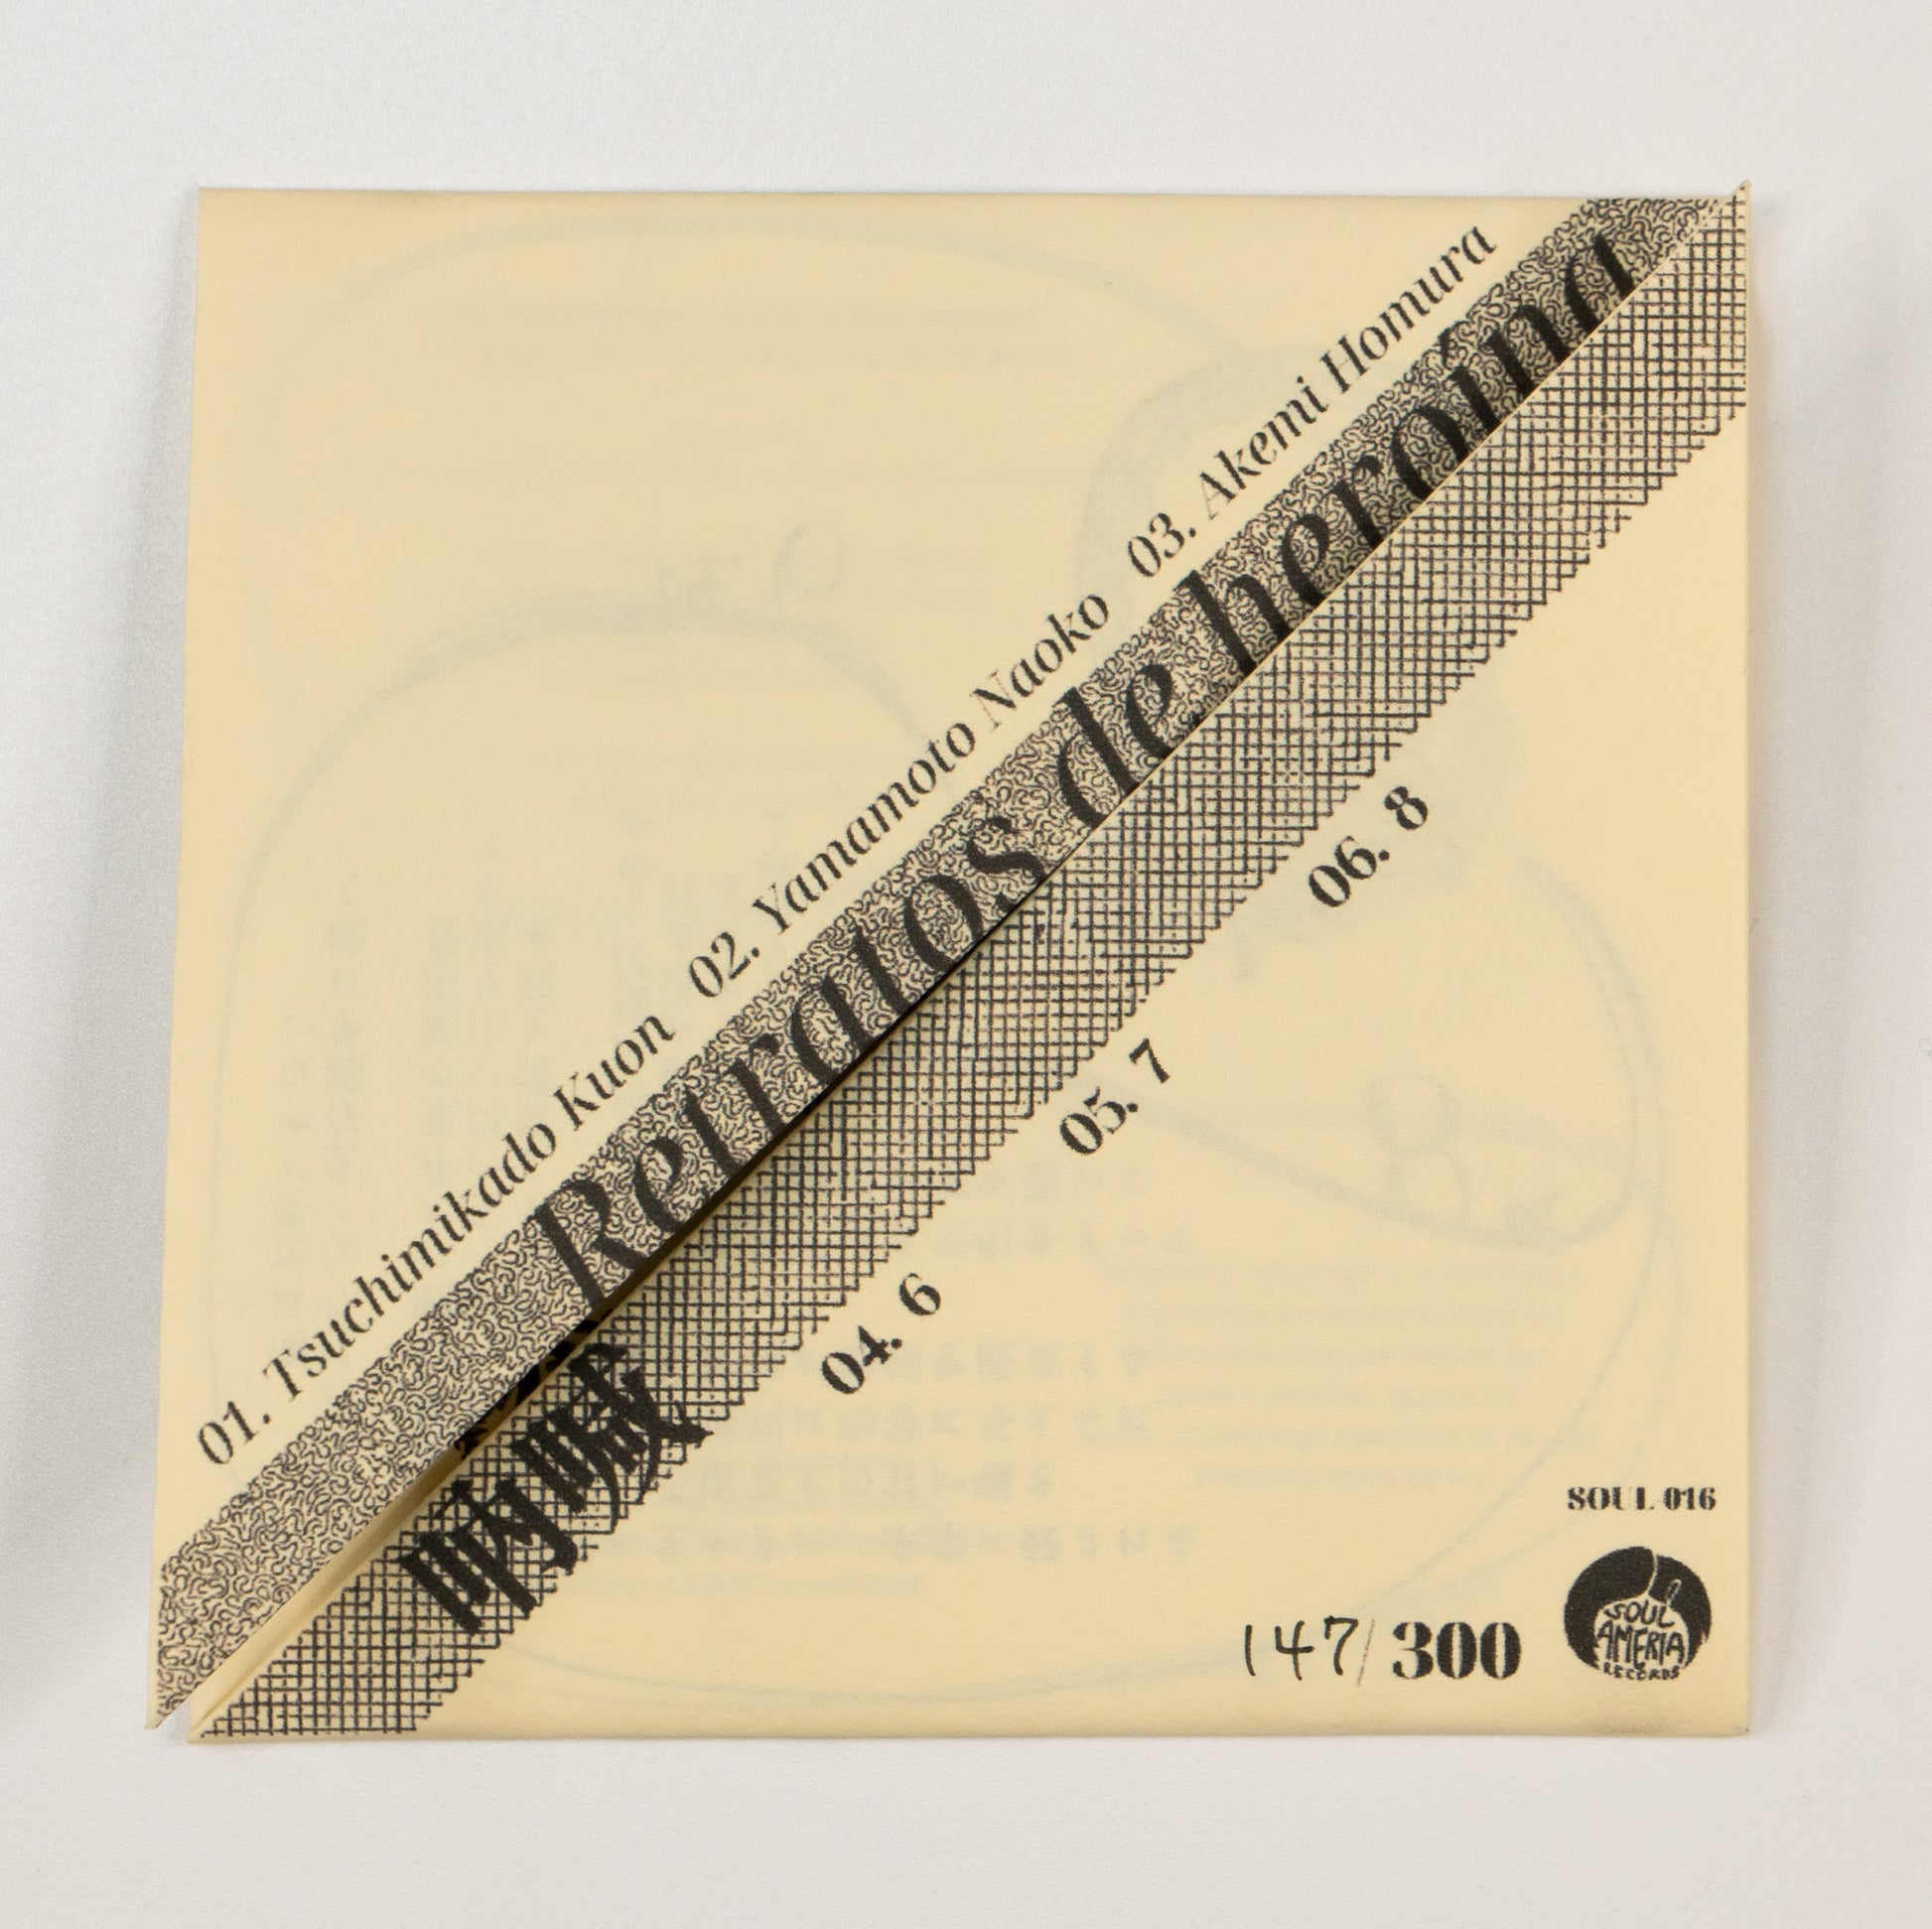 01. Tsuchimikado Kuon 02. Yamamoto Naoko 03. Akemi Homura
Retratos de heroína
04. 6 05. 7 06. 8
SOUL-016
147/300
SOUL
AMERIA
RECORDS